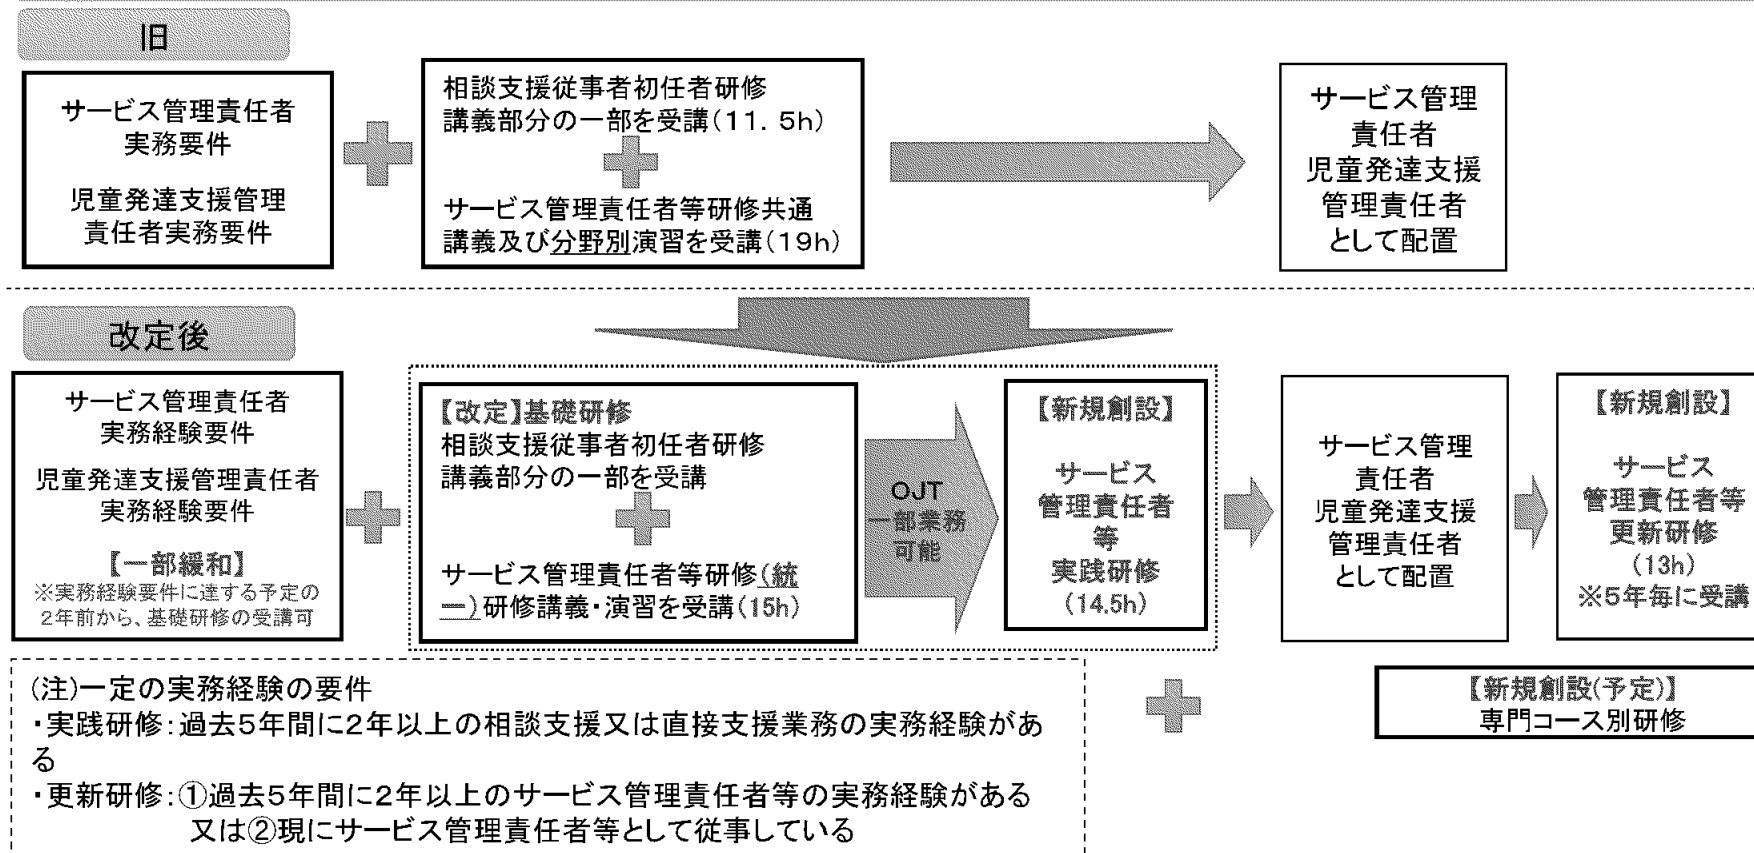 旧
サービス管理責任者
実務要件
児童発達支援管理
責任者実務要件
相談支援従事者初任者研修
講義部分の一部を受講(11．5h)
サービス管理責任者等研修共通
講義及び分野別演習を受講(19h)
サービス管理
責任者
児童発達支援
管理責任者
として配置
改定後
サービス管理責任者
実務経験要件
児童発達支援管理責任者
実務経験要件
【一部緩和】
※実務経験要件に達する予定の
2年前から、基礎研修の受講可
【改定】基礎研修
相談支援従事者初任者研修
講義部分の一部を受講
サービス管理責任者等研修(統
一)研修講義・演習を受講(15h)
OJT
一部業務
可能
【新規創設】
サービス
管理責任者
等
実践研修
(14.5h)
サービス管理
責任者
児童発達支援
管理責任者
として配置
【新規創設】
サービス
管理責任者等
更新研修
(13h)
※5年毎に受講
(注)一定の実務経験の要件
・実践研修：過去5年間に2年以上の相談支援又は直接支援業務の実務経験があ
る
・更新研修：①過去5年間に2年以上のサービス管理責任者等の実務経験がある
又は②現にサービス管理責任者等として従事している
【新規創設(予定)】
専門コース別研修